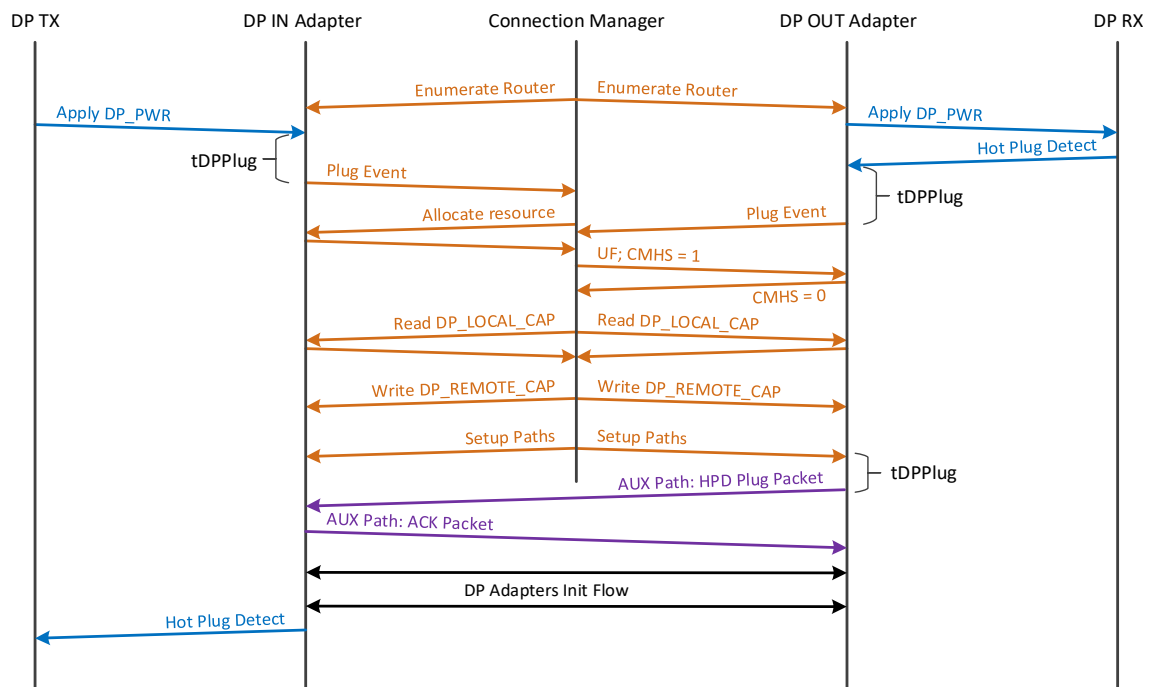 DP TX
DP IN Adapter
Connection Manager
DP OUT Adapter
DP RX
Enumerate Router
Enumerate Router
Apply DP_PWR
Apply DP_PWR
Hot Plug Detect
tDPPlug
Plug Event
tDPPlug
Allocate resource
Plug Event
UF; CMHS = 1
CMHS = 0
Read DP_LOCAL_CAP
Read DP_LOCAL_CAP
Write DP_REMOTE_CAP
Write DP_REMOTE_CAP
Setup Paths
Setup Paths
tDPPlug
AUX Path: HPD Plug Packet
AUX Path: ACK Packet
DP Adapters Init Flow
Hot Plug Detect